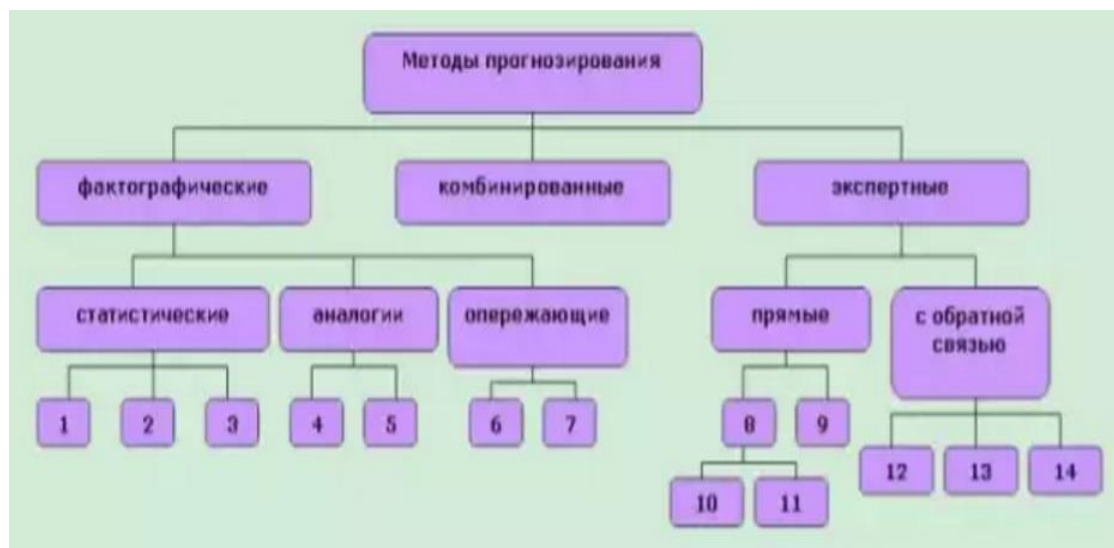 Методы прогнозирования
фактографические
комбинированные
экспертные
статистические
аналогии
опережающие
прямые
с обратной
связью
1
2
3
4
5
6
7
8
9
10
11
12
13
14